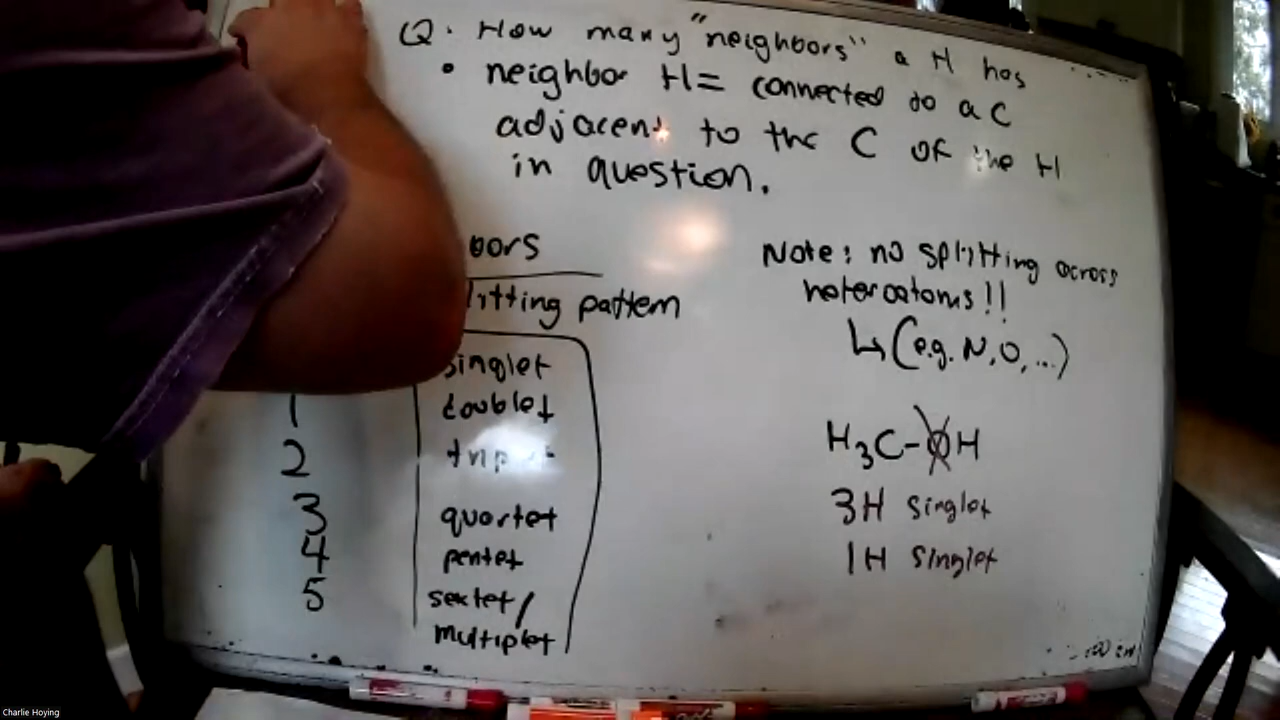 Q. How many "neighbors" a H has
• neighbor H = connected to a C
adjacent to the C of the H
in question.
bors
litting pattern
singlet
1 doublet
2
3 quartet
4 pentet
5 sextet/
multiplet
Note: no splitting across
heteroatoms!!
↳ (e.g. N, O, ...)
H3C-OH
3H singlet
1H singlet
Charlie Hoying